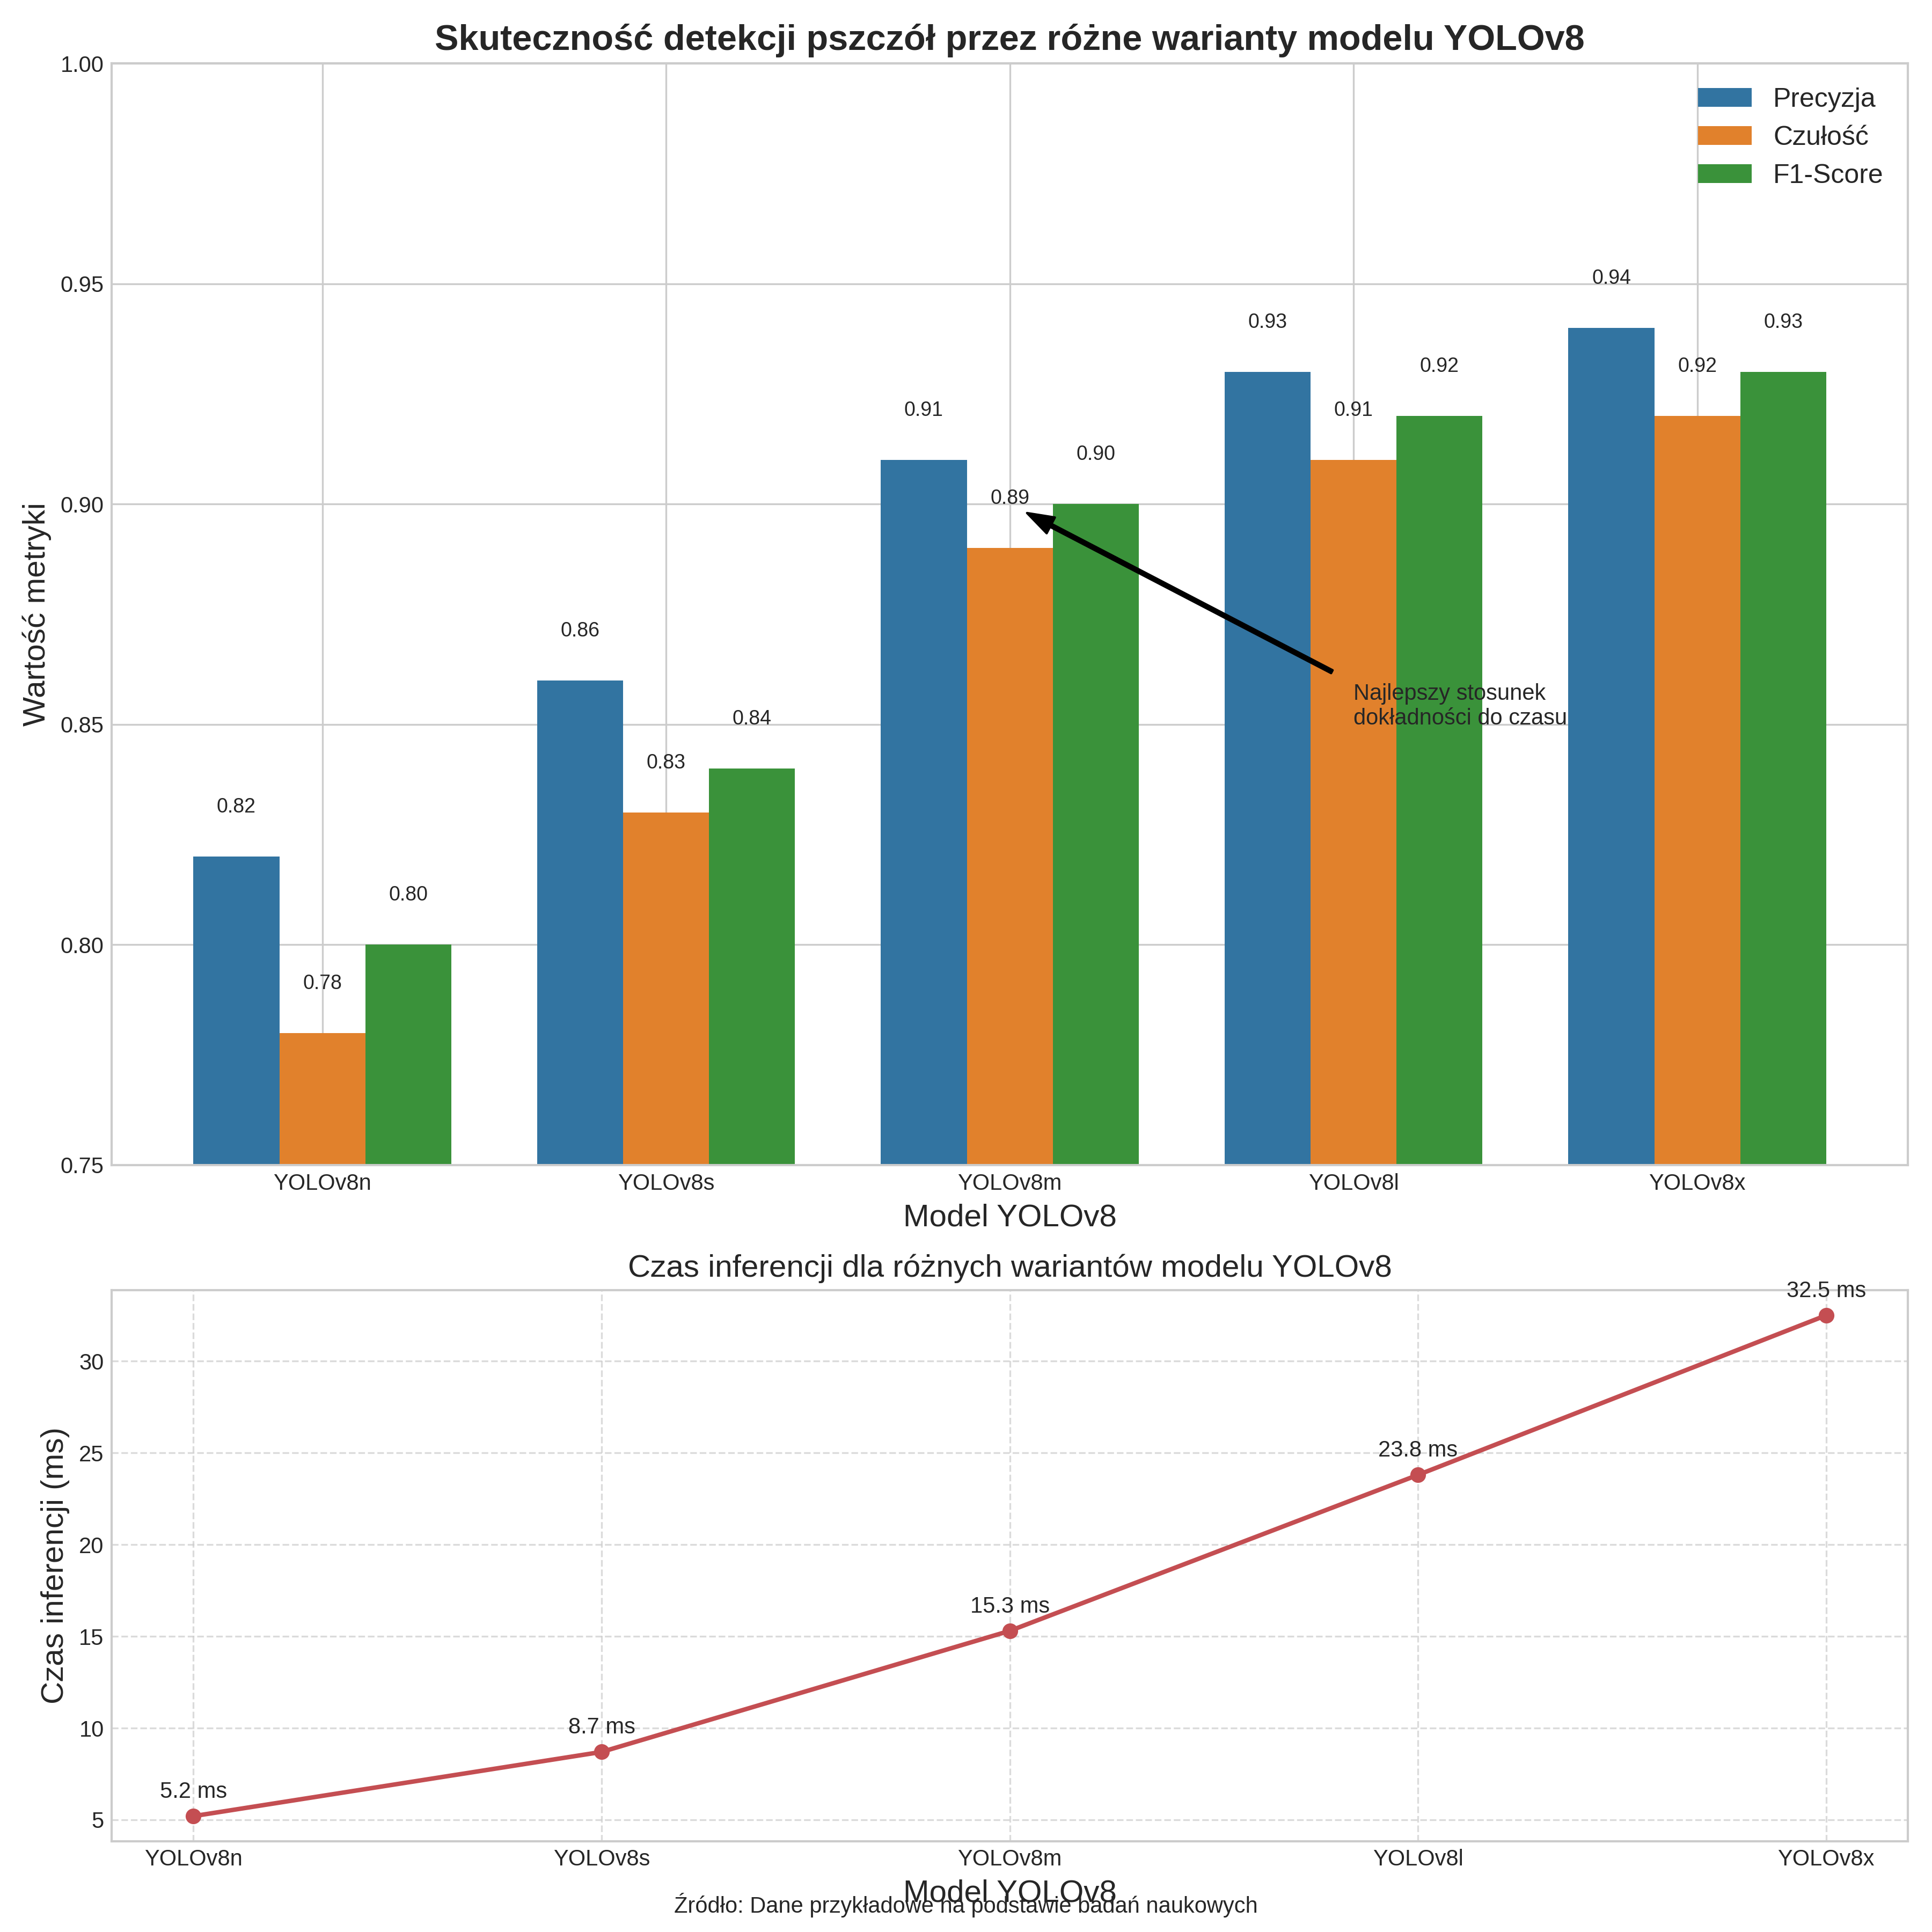 Skuteczność detekcji pszczół przez różne warianty modelu YOLOv8
1.00
0.95
0.90
0.85
0.80
0.75
Wartość metryki
Precyzja
Czułość
F1-Score
0.82
0.78
0.80
0.86
0.83
0.84
0.91
0.89
0.90
0.93
0.91
0.92
0.94
0.92
0.93
Najlepszy stosunek
dokładności do czasu
YOLOv8n
YOLOv8s
YOLOv8m
YOLOv8l
YOLOv8x
Model YOLOv8
Czas inferencji dla różnych wariantów modelu YOLOv8
30
25
20
15
10
5
Czas inferencji (ms)
5.2 ms
8.7 ms
15.3 ms
23.8 ms
32.5 ms
YOLOv8n
YOLOv8s
YOLOv8m
YOLOv8l
YOLOv8x
Model YOLOv8
Źródło: Dane przykładowe na podstawie badań naukowych